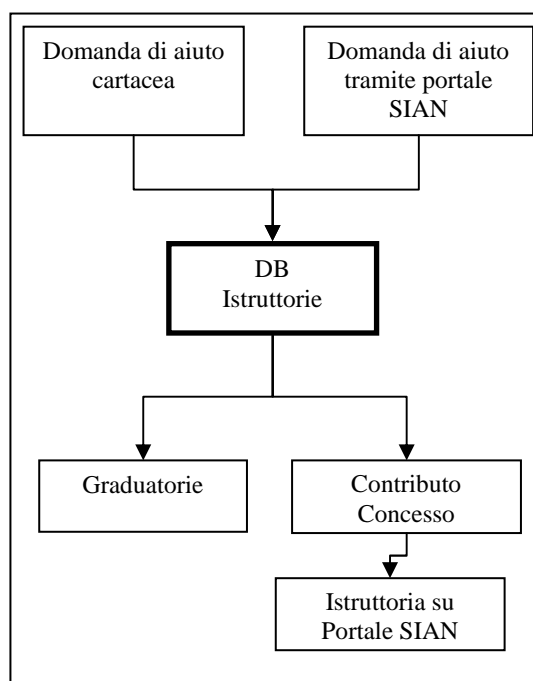 Domanda di aiuto
cartacea
Domanda di aiuto
tramite portale
SIAN
DB
Istruttorie
Graduatorie
Contributo
Concesso
Istruttoria su
Portale SIAN